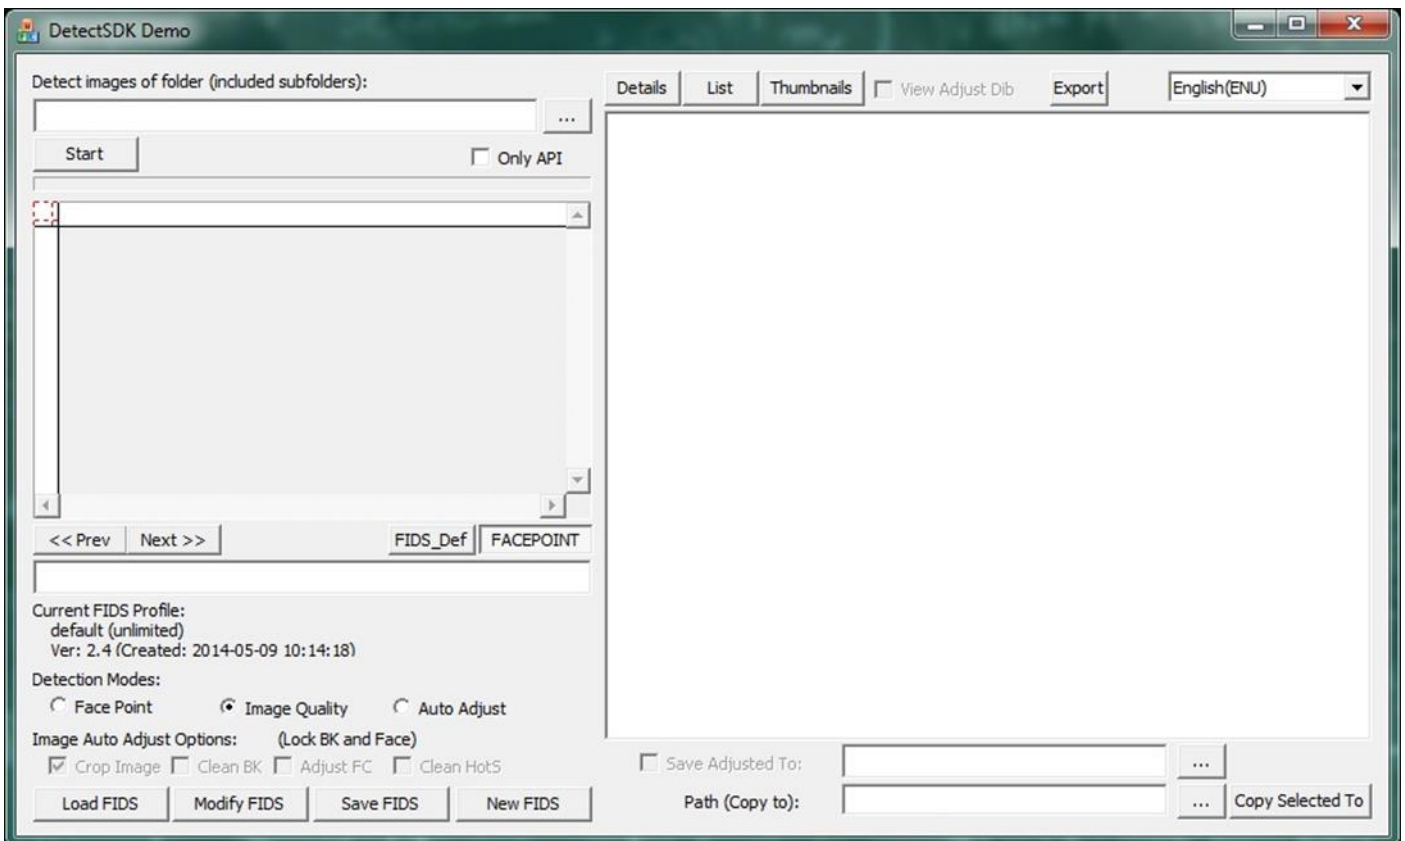 DetectSDK Demo
Detect images of folder (included subfolders):
...
Start
Only API
<< Prev
Next >>
FIDS_Def
FACEPOINT
Current FIDS Profile:
default (unlimited)
Ver: 2.4 (Created: 2014-05-09 10:14:18)
Detection Modes:
Face Point
Image Quality
Auto Adjust
Image Auto Adjust Options: (Lock BK and Face)
Crop Image
Clean BK
Adjust FC
Clean HotS
Load FIDS
Modify FIDS
Save FIDS
New FIDS
Details
List
Thumbnails
View Adjust Dib
Export
English(ENU)
Save Adjusted To:
...
Path (Copy to):
...
Copy Selected To